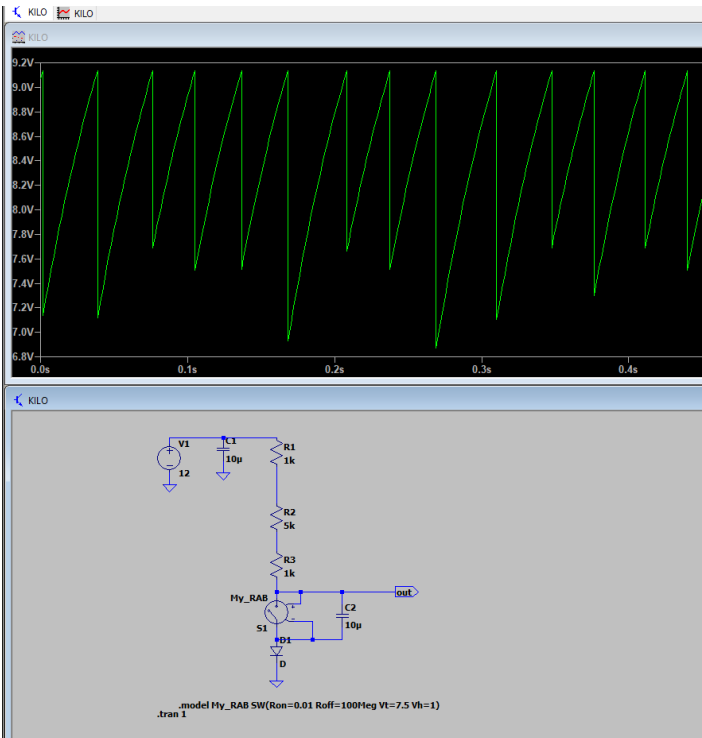 KILO KILO
KILO
9.2V
9.0V
8.8V
8.6V
8.4V
8.2V
8.0V
7.8V
7.6V
7.4V
7.2V
7.0V
6.8V
0.0s 0.1s 0.2s 0.3s 0.4s
KILO
V1
12
C1
10µ
R1
1k
R2
5k
R3
1k
out
My_RAB
S1
C2
10µ
D1
D
.model My_RAB SW(Ron=0.01 Roff=100Meg Vt=7.5 Vh=1)
.tran 1